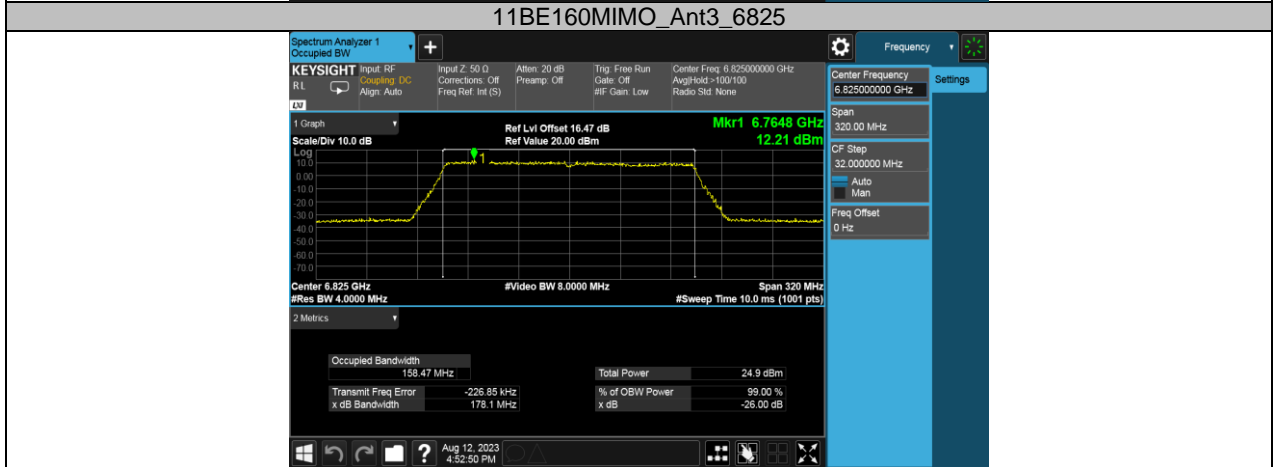 11BE160MIMO_Ant3_6825
Spectrum Analyzer 1
Occupied BW
+
Frequency
KEYSIGHT Input: RF Input Z: 50 Ω Atten: 20 dB Trig: Free Run Center Freq: 6.825000000 GHz
RL Coupling: DC Corrections: Off Preamp: Off Gate: Off Avg|Hold:>100/100
Align: Auto Freq Ref: Int (S) #IF Gain: Low Radio Std: None
LXI
Center Frequency
6.825000000 GHz
Settings
Span
320.00 MHz
CF Step
32.000000 MHz
Auto
Man
Freq Offset
0 Hz
1 Graph
Ref Lvl Offset 16.47 dB
Mkr1 6.7648 GHz
Scale/Div 10.0 dB
Ref Value 20.00 dBm
12.21 dBm
Log
10.0
0.00
-10.0
-20.0
-30.0
-40.0
-50.0
-60.0
-70.0
1
Center 6.825 GHz #Video BW 8.0000 MHz Span 320 MHz
#Res BW 4.0000 MHz #Sweep Time 10.0 ms (1001 pts)
2 Metrics
Occupied Bandwidth
158.47 MHz Total Power 24.9 dBm
Transmit Freq Error -226.85 kHz % of OBW Power 99.00 %
x dB Bandwidth 178.1 MHz x dB -26.00 dB
? Aug 12, 2023
4:52:50 PM